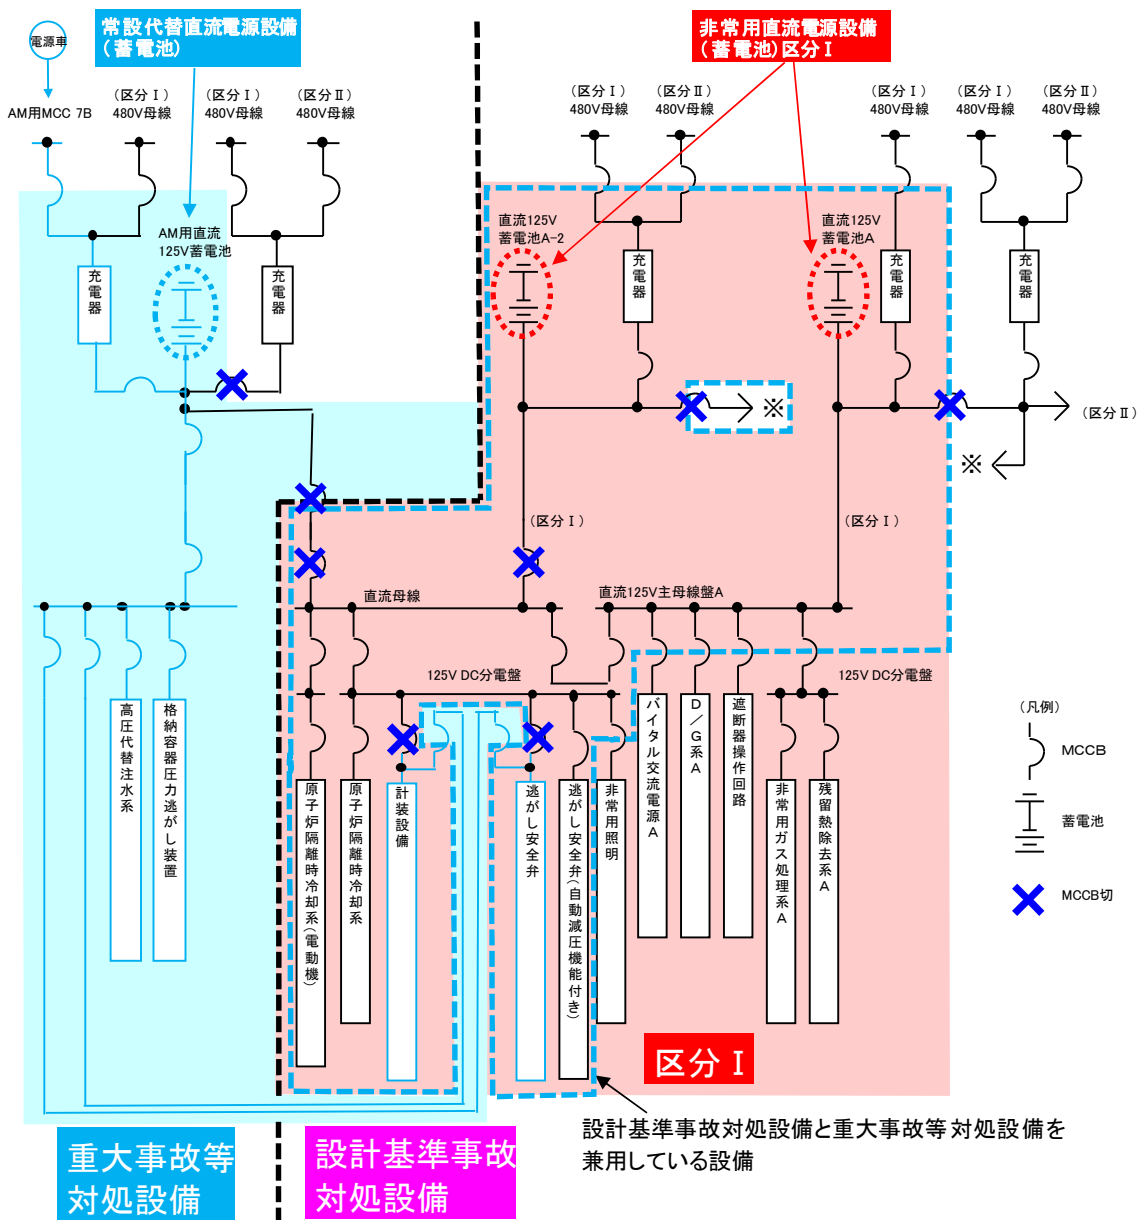 電源車
常設代替直流電源設備
(蓄電池)
非常用直流電源設備
(蓄電池)区分Ⅰ
AM用MCC 7B
(区分Ⅰ)
480V母線
(区分Ⅰ)
480V母線
(区分Ⅱ)
480V母線
(区分Ⅰ)
480V母線
(区分Ⅱ)
480V母線
(区分Ⅰ)
480V母線
(区分Ⅰ)
480V母線
(区分Ⅱ)
480V母線
AM用直流
125V蓄電池
直流125V
蓄電池A-2
直流125V
蓄電池A
充電器
充電器
充電器
充電器
充電器
※
(区分Ⅱ)
※
(区分Ⅰ)
(区分Ⅰ)
直流母線
直流125V主母線盤A
125V DC分電盤
125V DC分電盤
高圧代替注水系
格納容器圧力逃がし装置
原子炉隔離時冷却系(電動機)
原子炉隔離時冷却系
計装設備
逃がし安全弁
逃がし安全弁(自動減圧機能付き)
非常用照明
バイタル交流電源A
D/G系A
遮断器操作回路
非常用ガス処理系A
残留熱除去系A
(凡例)
MCCB
蓄電池
MCCB切
区分Ⅰ
設計基準事故対処設備と重大事故等対処設備を
兼用している設備
重大事故等
対処設備
設計基準事故
対処設備